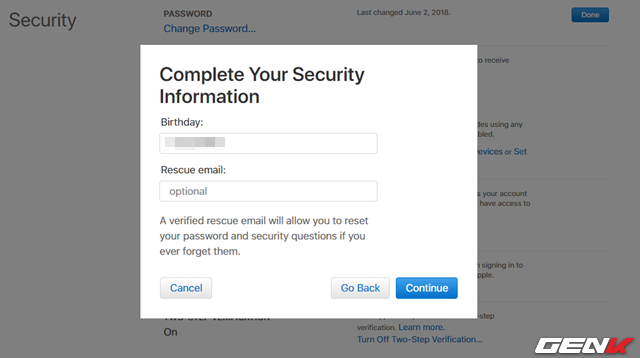 Security
PASSWORD
Change Password...
Last changed June 2, 2018.
Done
to receive
Complete Your Security
Information
Birthday:
Rescue email:
optional
A verified rescue email will allow you to reset
your password and security questions if you
ever forget them.
Cancel
Go Back
Continue
des using any
bled.
evices or Set
s your account
have access to
n signing in to
pple.
TWO-STEP VERIFICATION
On
-step
verification. Learn more.
Turn Off Two-Step Verification...
GENK